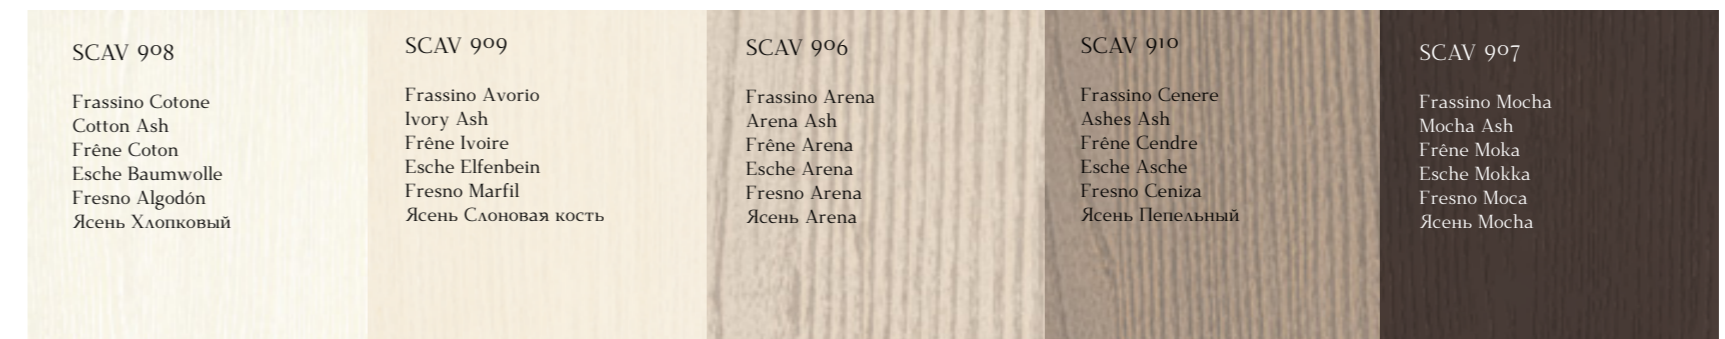 SCAV 908
Frassino Cotone
Cotton Ash
Frêne Coton
Esche Baumwolle
Fresno Algodón
Ясень Хлопковый
SCAV 909
Frassino Avorio
Ivory Ash
Frêne Ivoire
Esche Elfenbein
Fresno Marfil
Ясень Слоновая кость
SCAV 906
Frassino Arena
Arena Ash
Frêne Arena
Esche Arena
Fresno Arena
Ясень Arena
SCAV 910
Frassino Cenere
Ashes Ash
Frêne Cendre
Esche Asche
Fresno Ceniza
Ясень Пепельный
SCAV 907
Frassino Mocha
Mocha Ash
Frêne Moka
Esche Mokka
Fresno Moca
Ясень Mocha